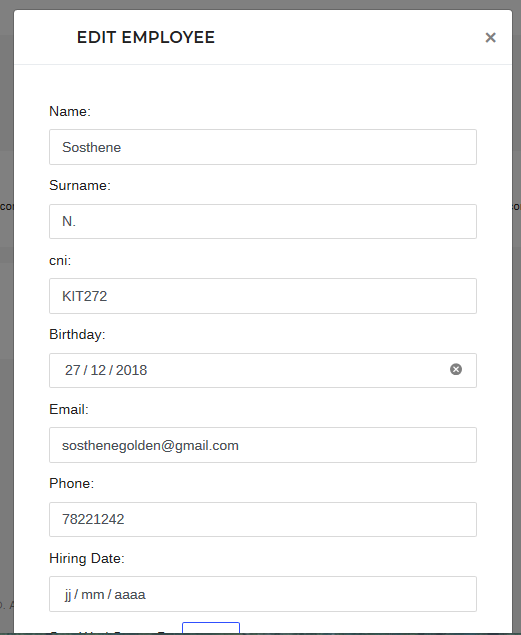 EDIT EMPLOYEE
×
Name:
Sosthene
Surname:
N.
cni:
KIT272
Birthday:
27 / 12 / 2018
Email:
sosthenegolden@gmail.com
Phone:
78221242
Hiring Date:
jj / mm / aaaa